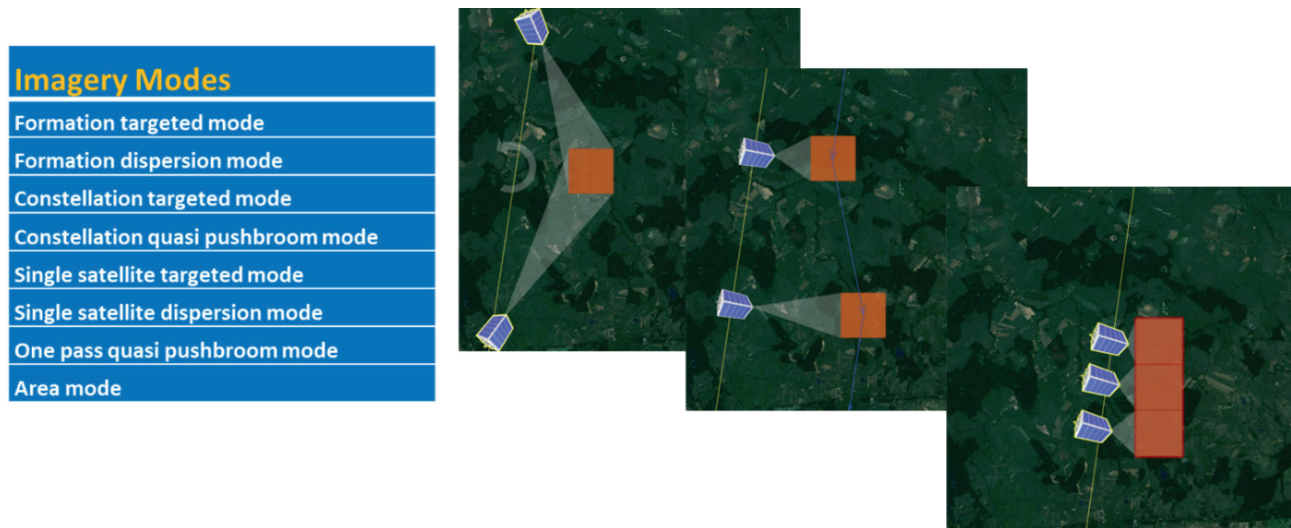 Imagery Modes
Formation targeted mode
Formation dispersion mode
Constellation targeted mode
Constellation quasi pushbroom mode
Single satellite targeted mode
Single satellite dispersion mode
One pass quasi pushbroom mode
Area mode